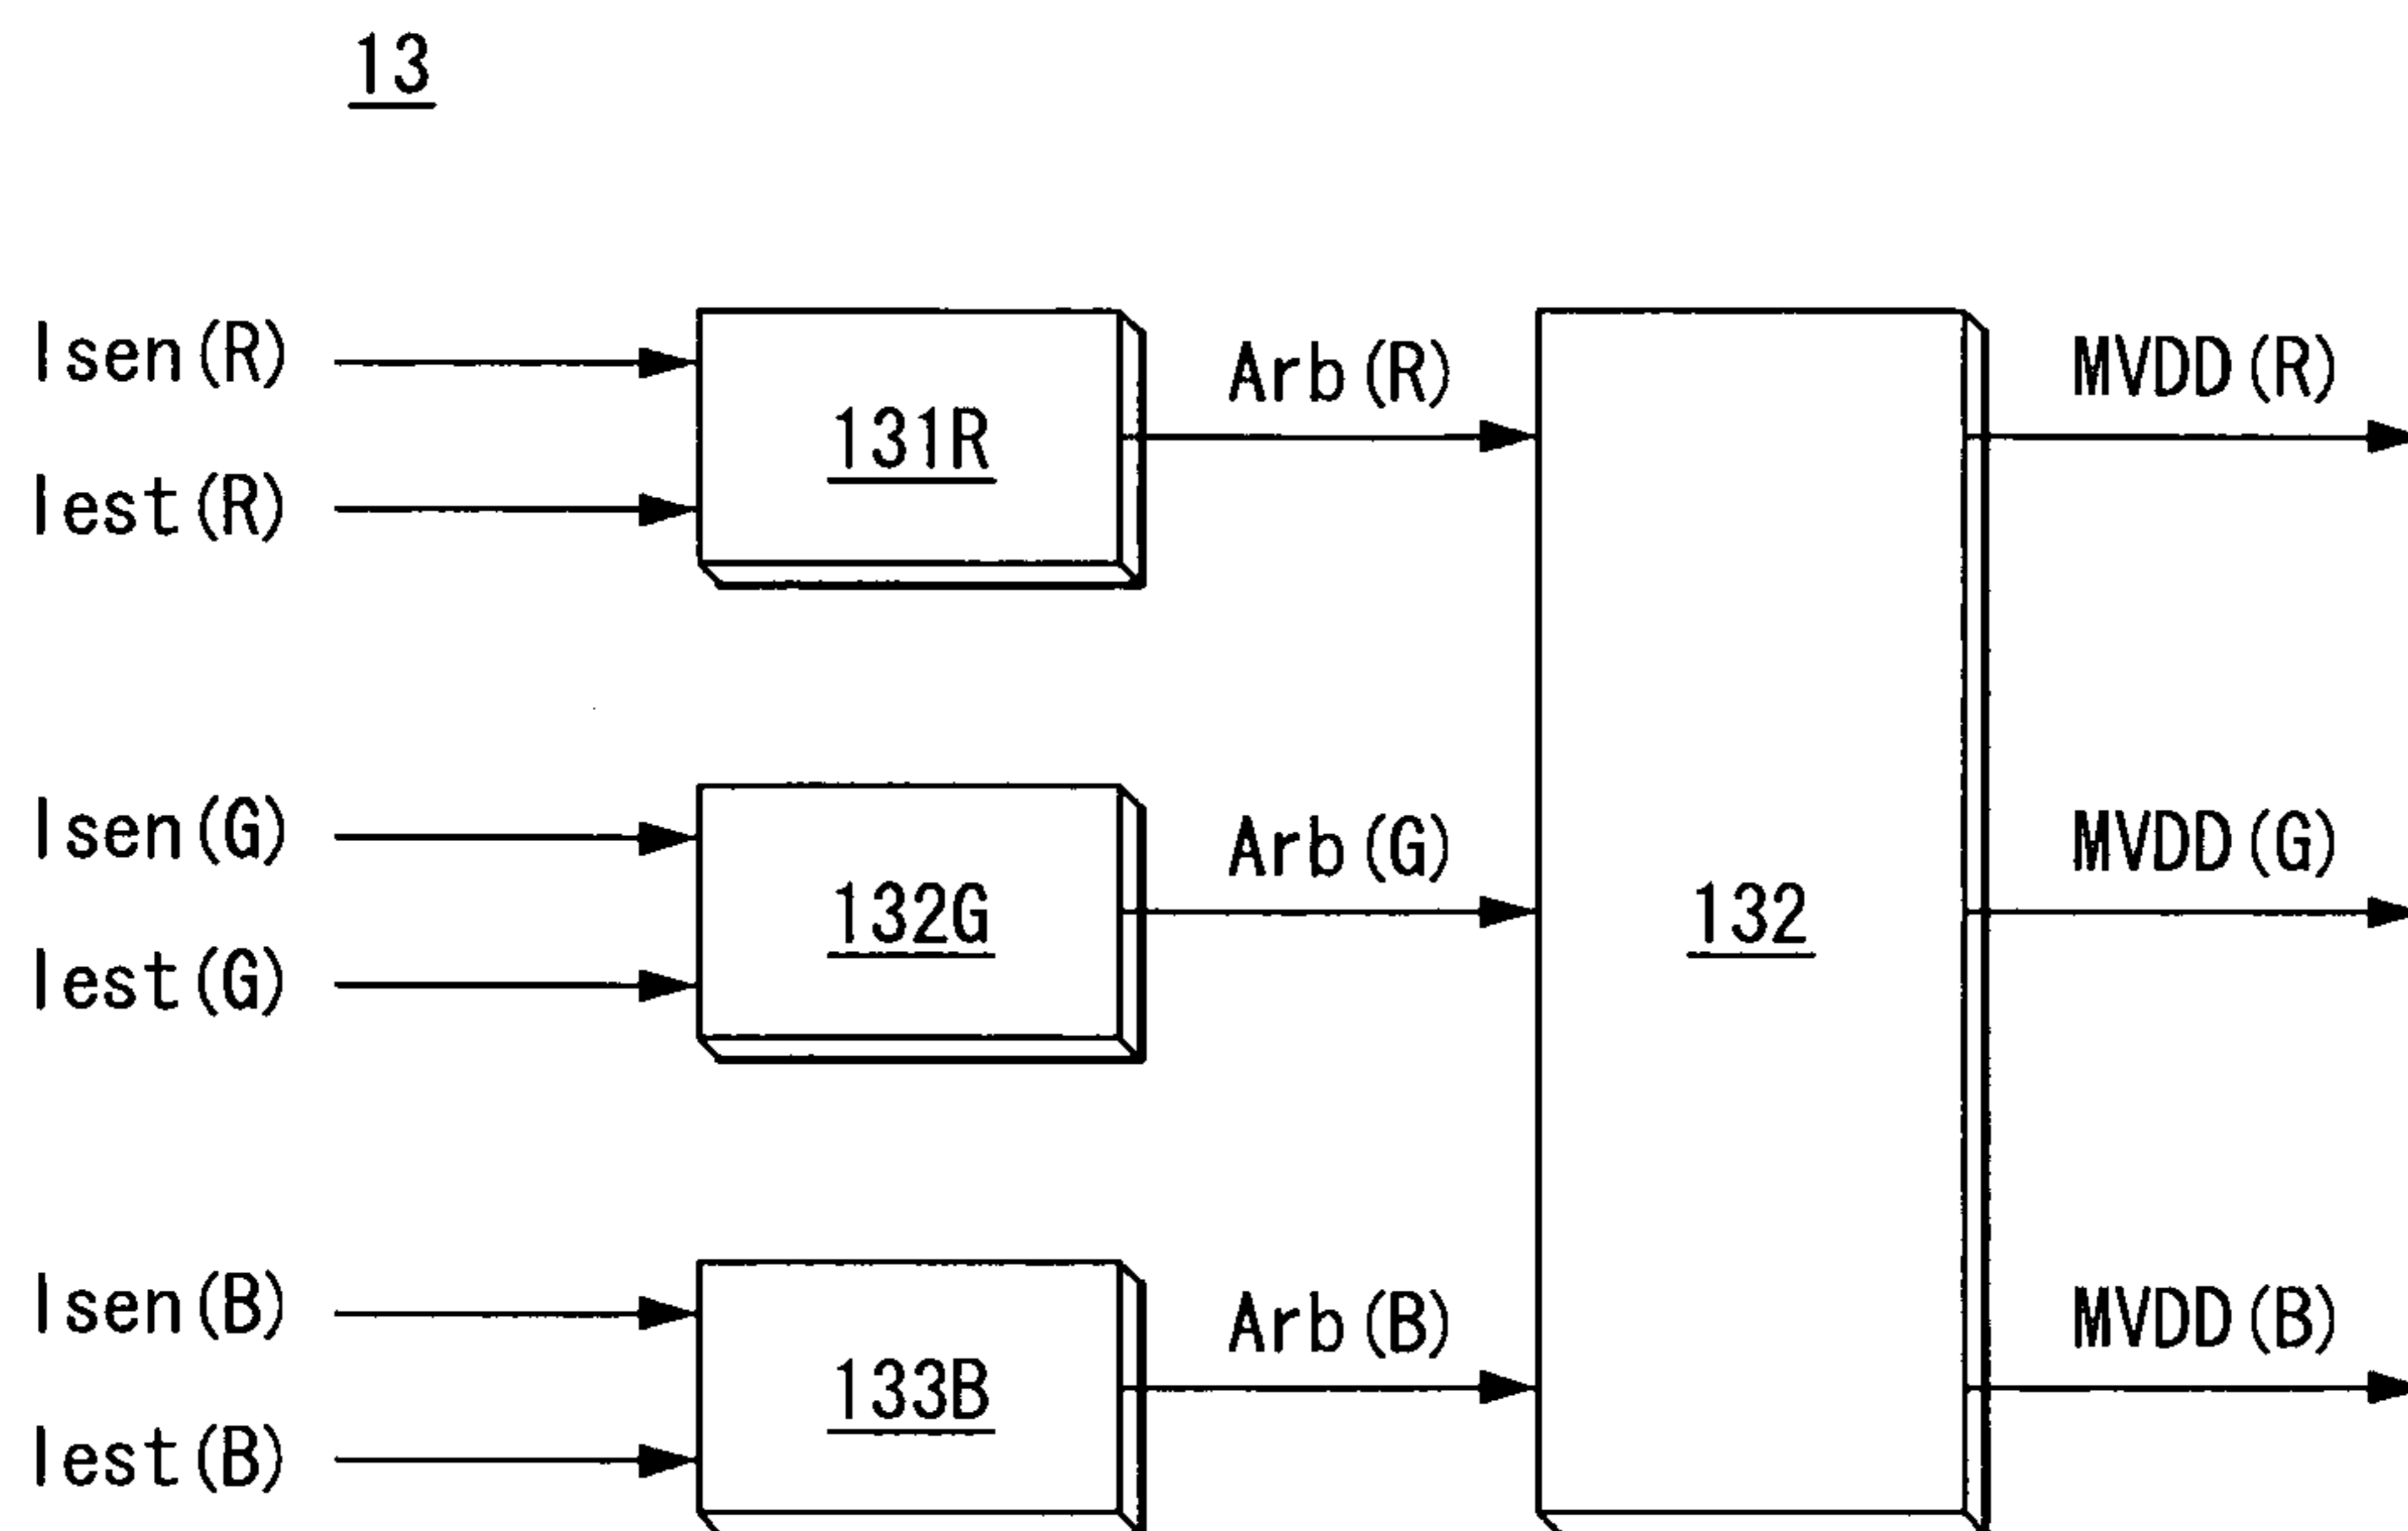 13
Isen(R)
Iest(R)
131R
Arb(R)
MVDD(R)
Isen(G)
Iest(G)
132G
Arb(G)
132
MVDD(G)
Isen(B)
Iest(B)
133B
Arb(B)
MVDD(B)